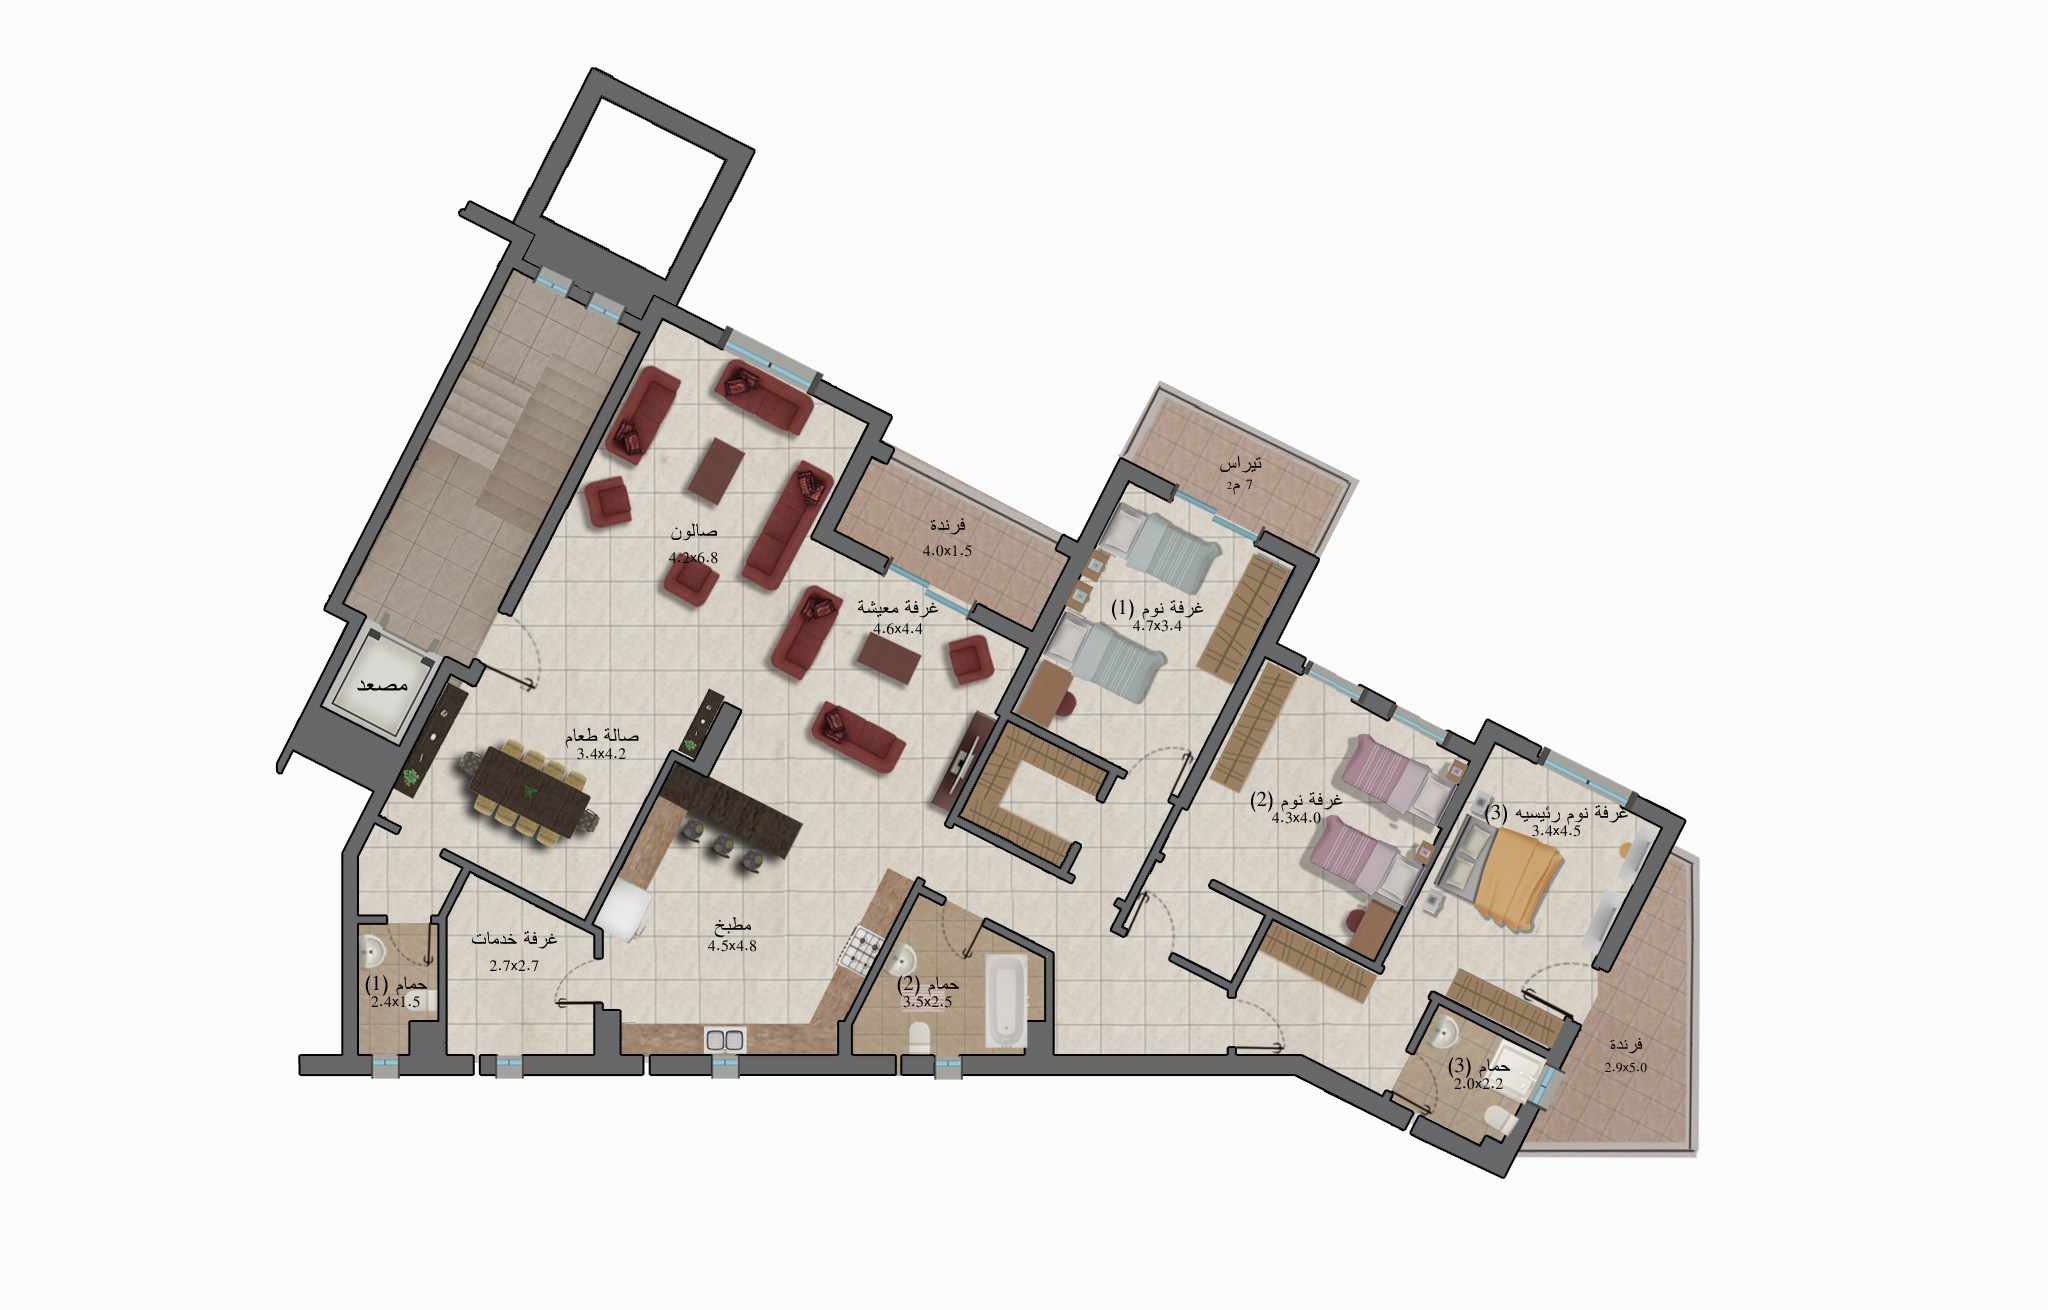 تيراس
7 م2
فرندة
4.0x1.5
صالون
4.2x6.8
غرفة معيشة
4.6x4.4
غرفة نوم (1)
4.7x3.4
مصعد
صالة طعام
3.4x4.2
غرفة نوم (2)
4.3x4.0
غرفة نوم رئيسيه (3)
3.4x4.5
مطبخ
4.5x4.8
غرفة خدمات
2.7x2.7
حمام (1)
2.4x1.5
حمام (2)
3.5x2.5
فرندة
2.9x5.0
حمام (3)
2.0x2.2